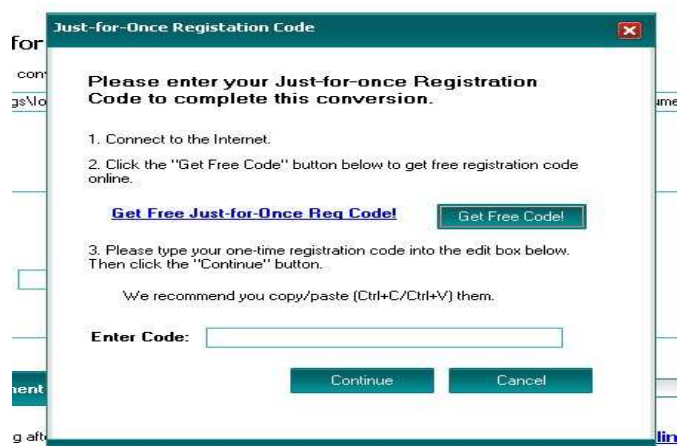 Just-for-Once Registation Code
for
Please enter your Just-for-once Registration
Code to complete this conversion.
1. Connect to the Internet.
2. Click the "Get Free Code" button below to get free registration code
online.
Get Free Just-for-Once Reg Code!
Get Free Code!
3. Please type your one-time registration code into the edit box below.
Then click the "Continue" button.
We recommend you copy/paste (Ctrl+C/Ctrl+V) them.
Enter Code:
Continue
Cancel